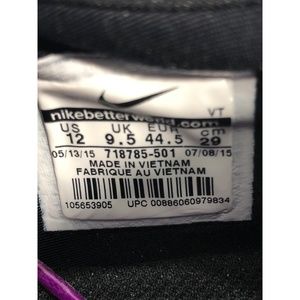 nikebetterworld.com
VT
US UK EUR cm
12 9.5 44.5 29
05/13/15 718785-501 07/08/15
MADE IN VIETNAM
FABRIQUE AU VIETNAM
105653905 UPC 00886060979834